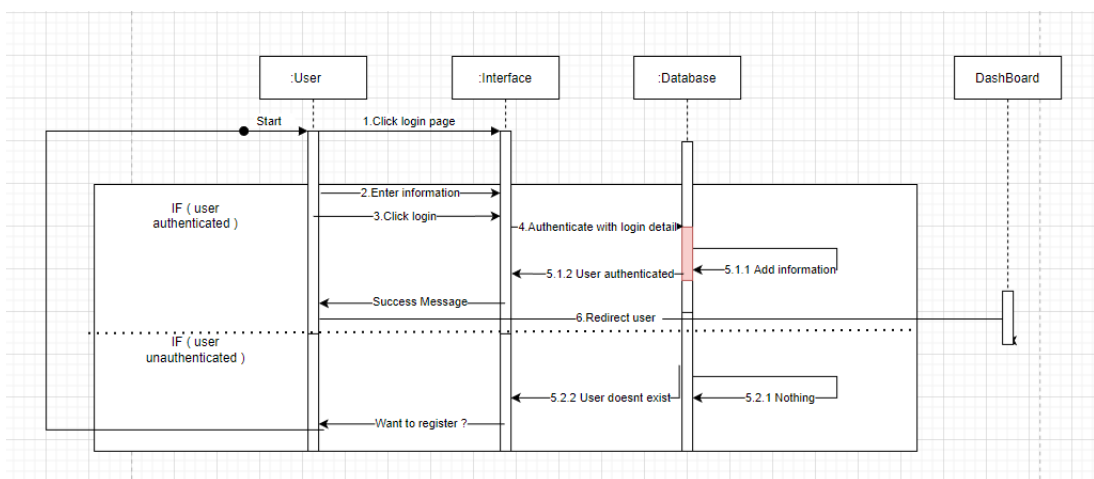 :User
:Interface
:Database
DashBoard
Start
1.Click login page
2.Enter information
IF ( user
authenticated )
3.Click login
4.Authenticate with login detail
5.1.2 User authenticated
5.1.1 Add information
Success Message
6.Redirect user
IF ( user
unauthenticated )
5.2.2 User doesnt exist
5.2.1 Nothing
Want to register ?